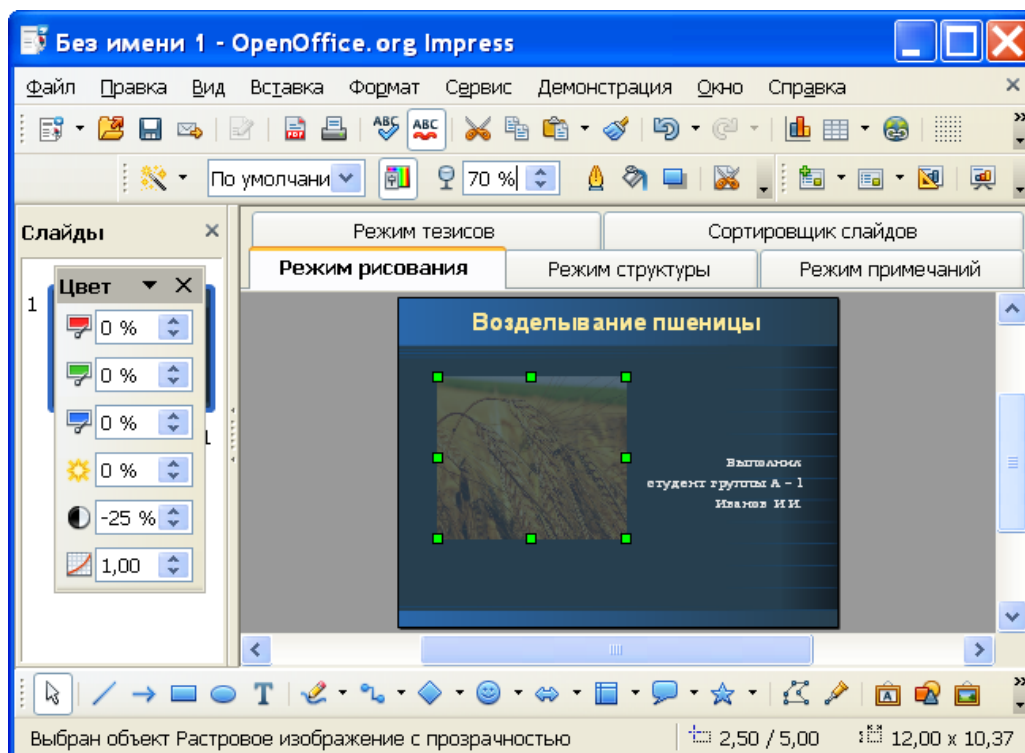 Без имени 1 - OpenOffice.org Impress
Файл Правка Вид Вставка Формат Сервис Демонстрация Окно Справка
По умолчани 70 %
Слайды
Режим тезисов Сортировщик слайдов
Режим рисования Режим структуры Режим примечаний
1
Цвет
0 %
0 %
0 %
0 %
-25 %
1,00
Возделывание пшеницы
Выполнил
студент группы А – 1
Иванов И.И.
Выбран объект Растровое изображение с прозрачностью 2,50 / 5,00 12,00 x 10,37